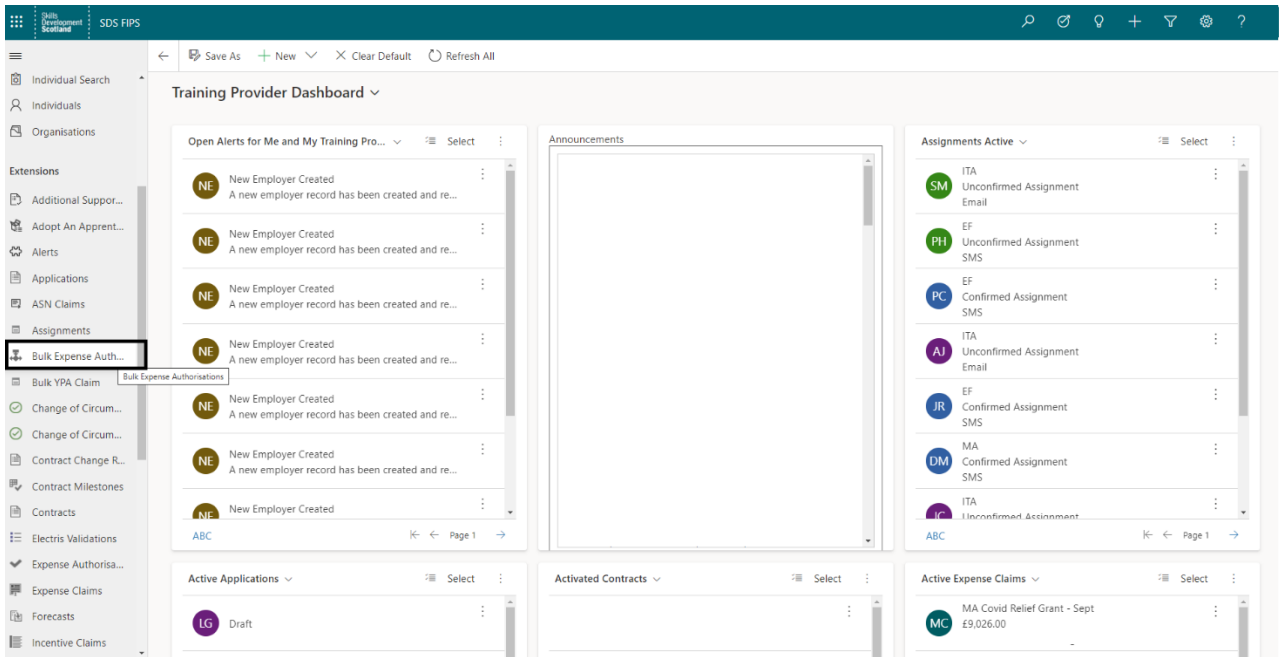 Skills
Development
Scotland
SDS FIPS
?
Save As
New
Clear Default
Refresh All
Individual Search
Individuals
Organisations
Extensions
Additional Suppor...
Adopt An Apprent...
Alerts
Applications
ASN Claims
Assignments
Bulk Expense Auth...
Bulk Expense Authorisations
Bulk YPA Claim
Change of Circum...
Change of Circum...
Contract Change R...
Contract Milestones
Contracts
Electris Validations
Expense Authorisa...
Expense Claims
Forecasts
Incentive Claims
Training Provider Dashboard
Open Alerts for Me and My Training Pro...
Select
NE
New Employer Created
A new employer record has been created and re...
NE
New Employer Created
A new employer record has been created and re...
NE
New Employer Created
A new employer record has been created and re...
NE
New Employer Created
A new employer record has been created and re...
NE
New Employer Created
A new employer record has been created and re...
NE
New Employer Created
A new employer record has been created and re...
NE
New Employer Created
ABC
Page 1
Announcements
Assignments Active
Select
SM
ITA
Unconfirmed Assignment
Email
PH
EF
Unconfirmed Assignment
SMS
PC
EF
Confirmed Assignment
SMS
AJ
ITA
Unconfirmed Assignment
Email
JR
EF
Confirmed Assignment
SMS
DM
MA
Confirmed Assignment
SMS
JC
ITA
Unconfirmed Assignment
ABC
Page 1
Active Applications
Select
LG
Draft
Activated Contracts
Select
Active Expense Claims
Select
MC
MA Covid Relief Grant - Sept
£9,026.00
-